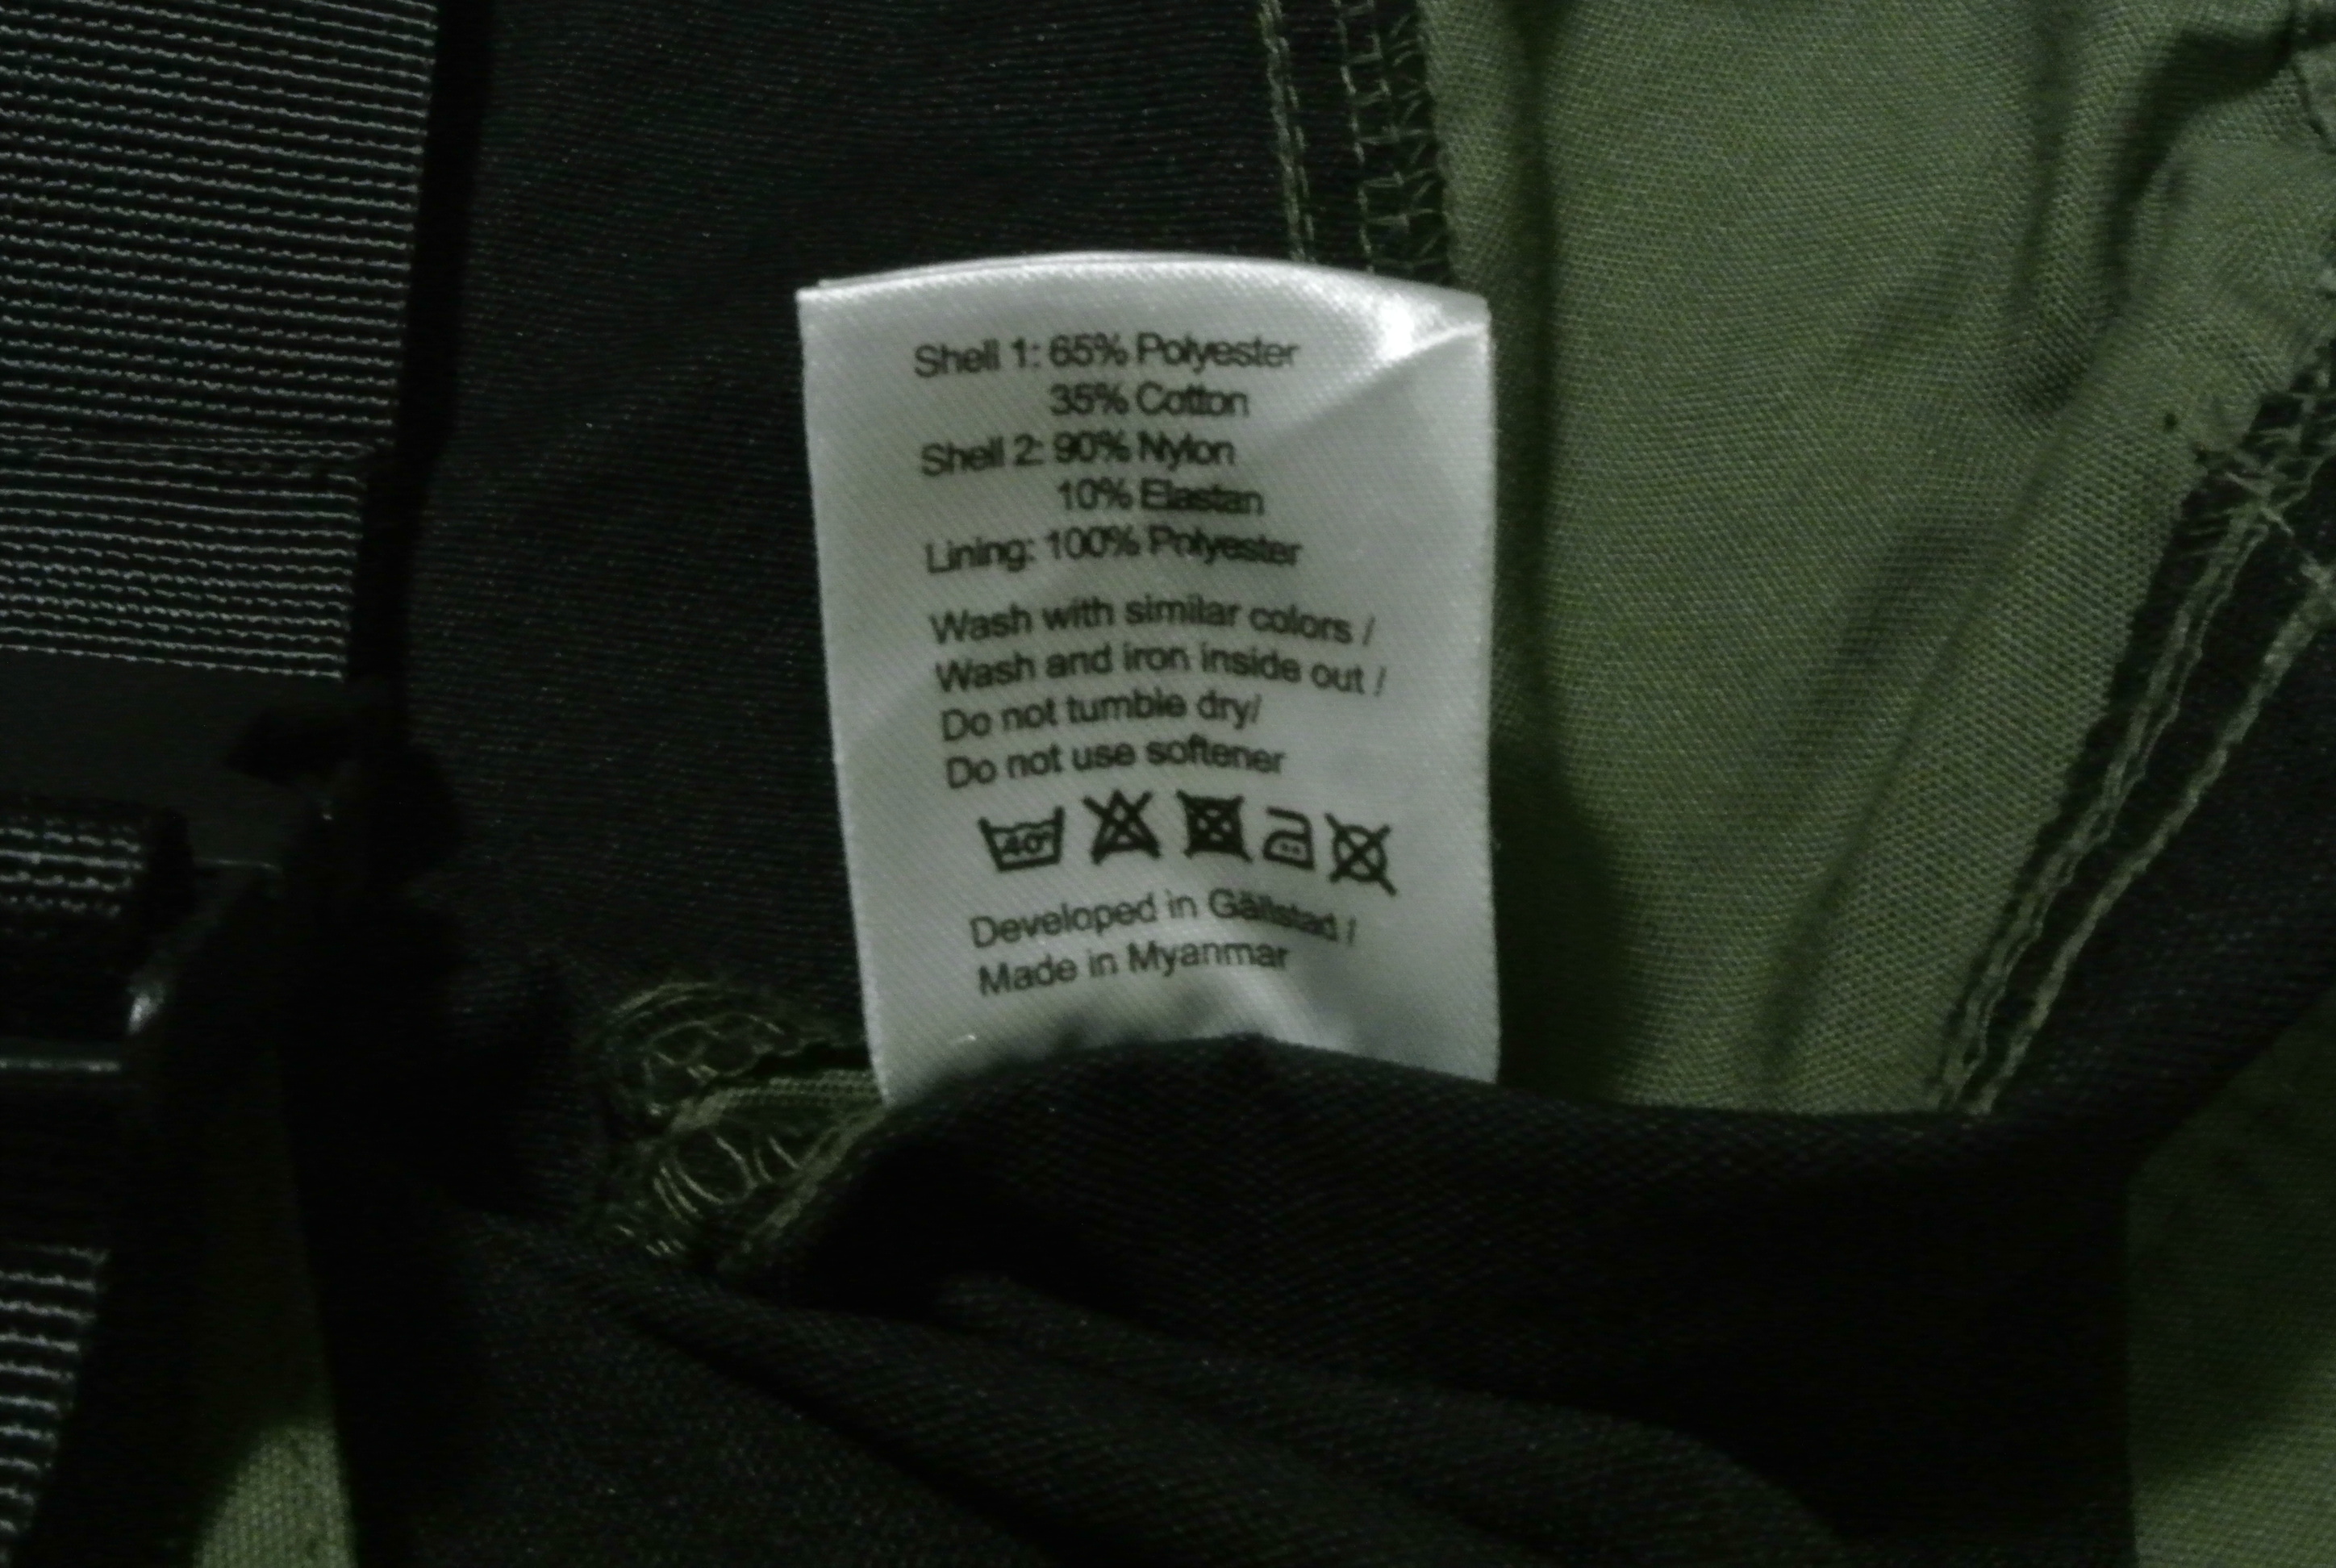 Shell 1: 65% Polyester
35% Cotton
Shell 2: 90% Nylon
10% Elastan
Lining: 100% Polyester
Wash with similar colors /
Wash and iron inside out /
Do not tumble dry/
Do not use softener
40°
Developed in Gällstad /
Made in Myanmar